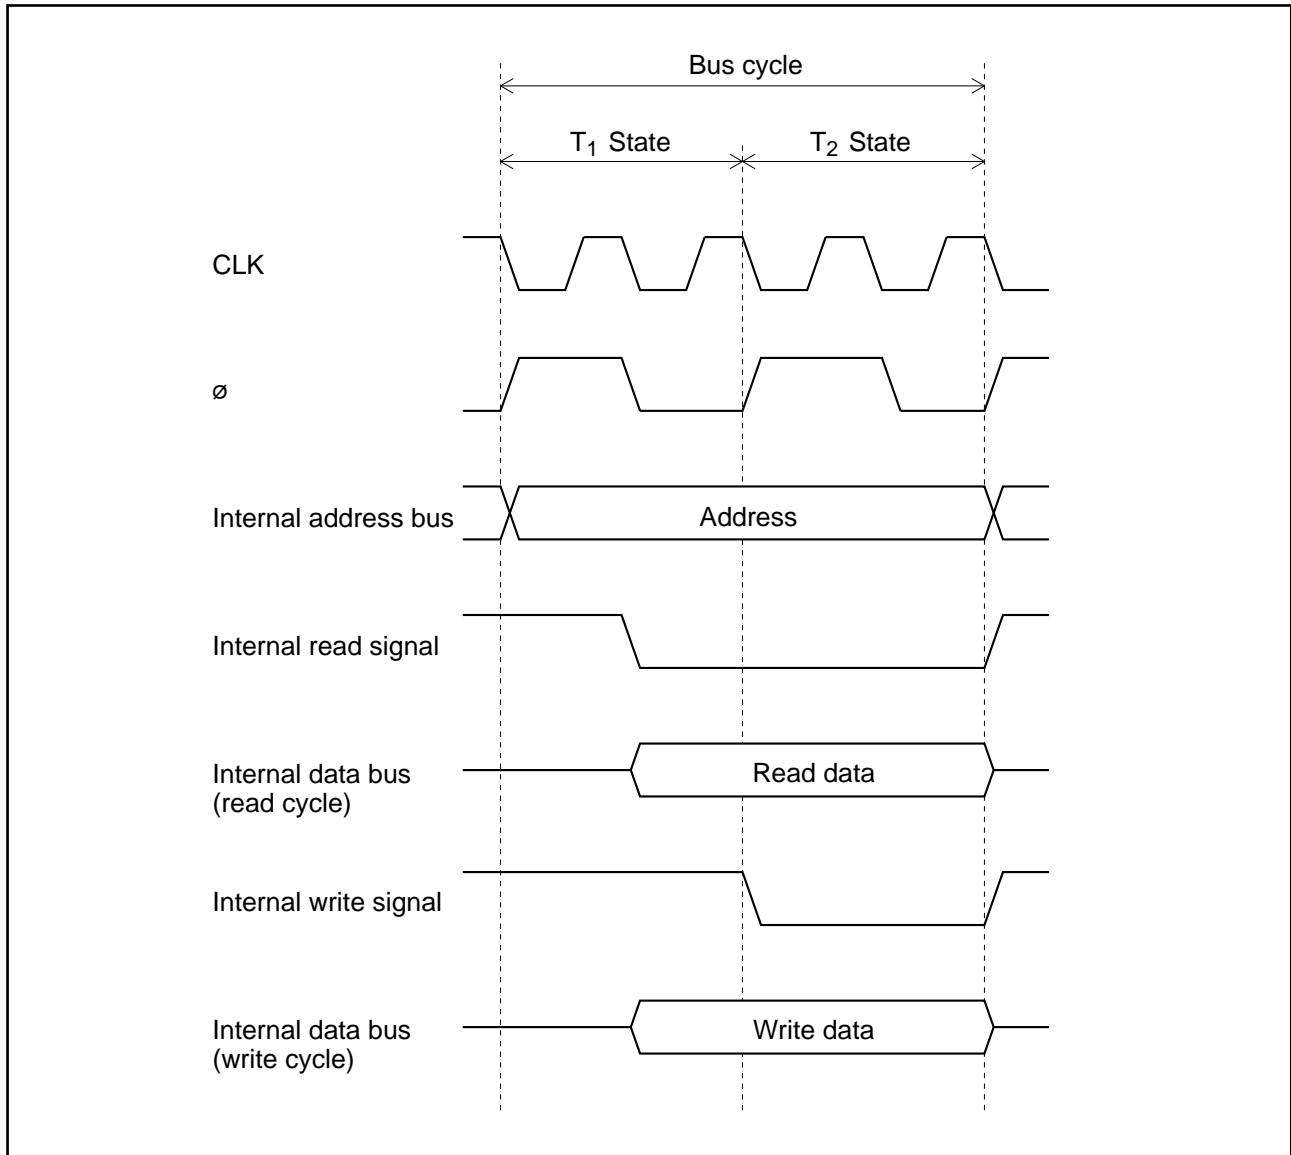 Bus cycle
T1 State T2 State
CLK
ø
Internal address bus Address
Internal read signal
Internal data bus
(read cycle) Read data
Internal write signal
Internal data bus
(write cycle) Write data